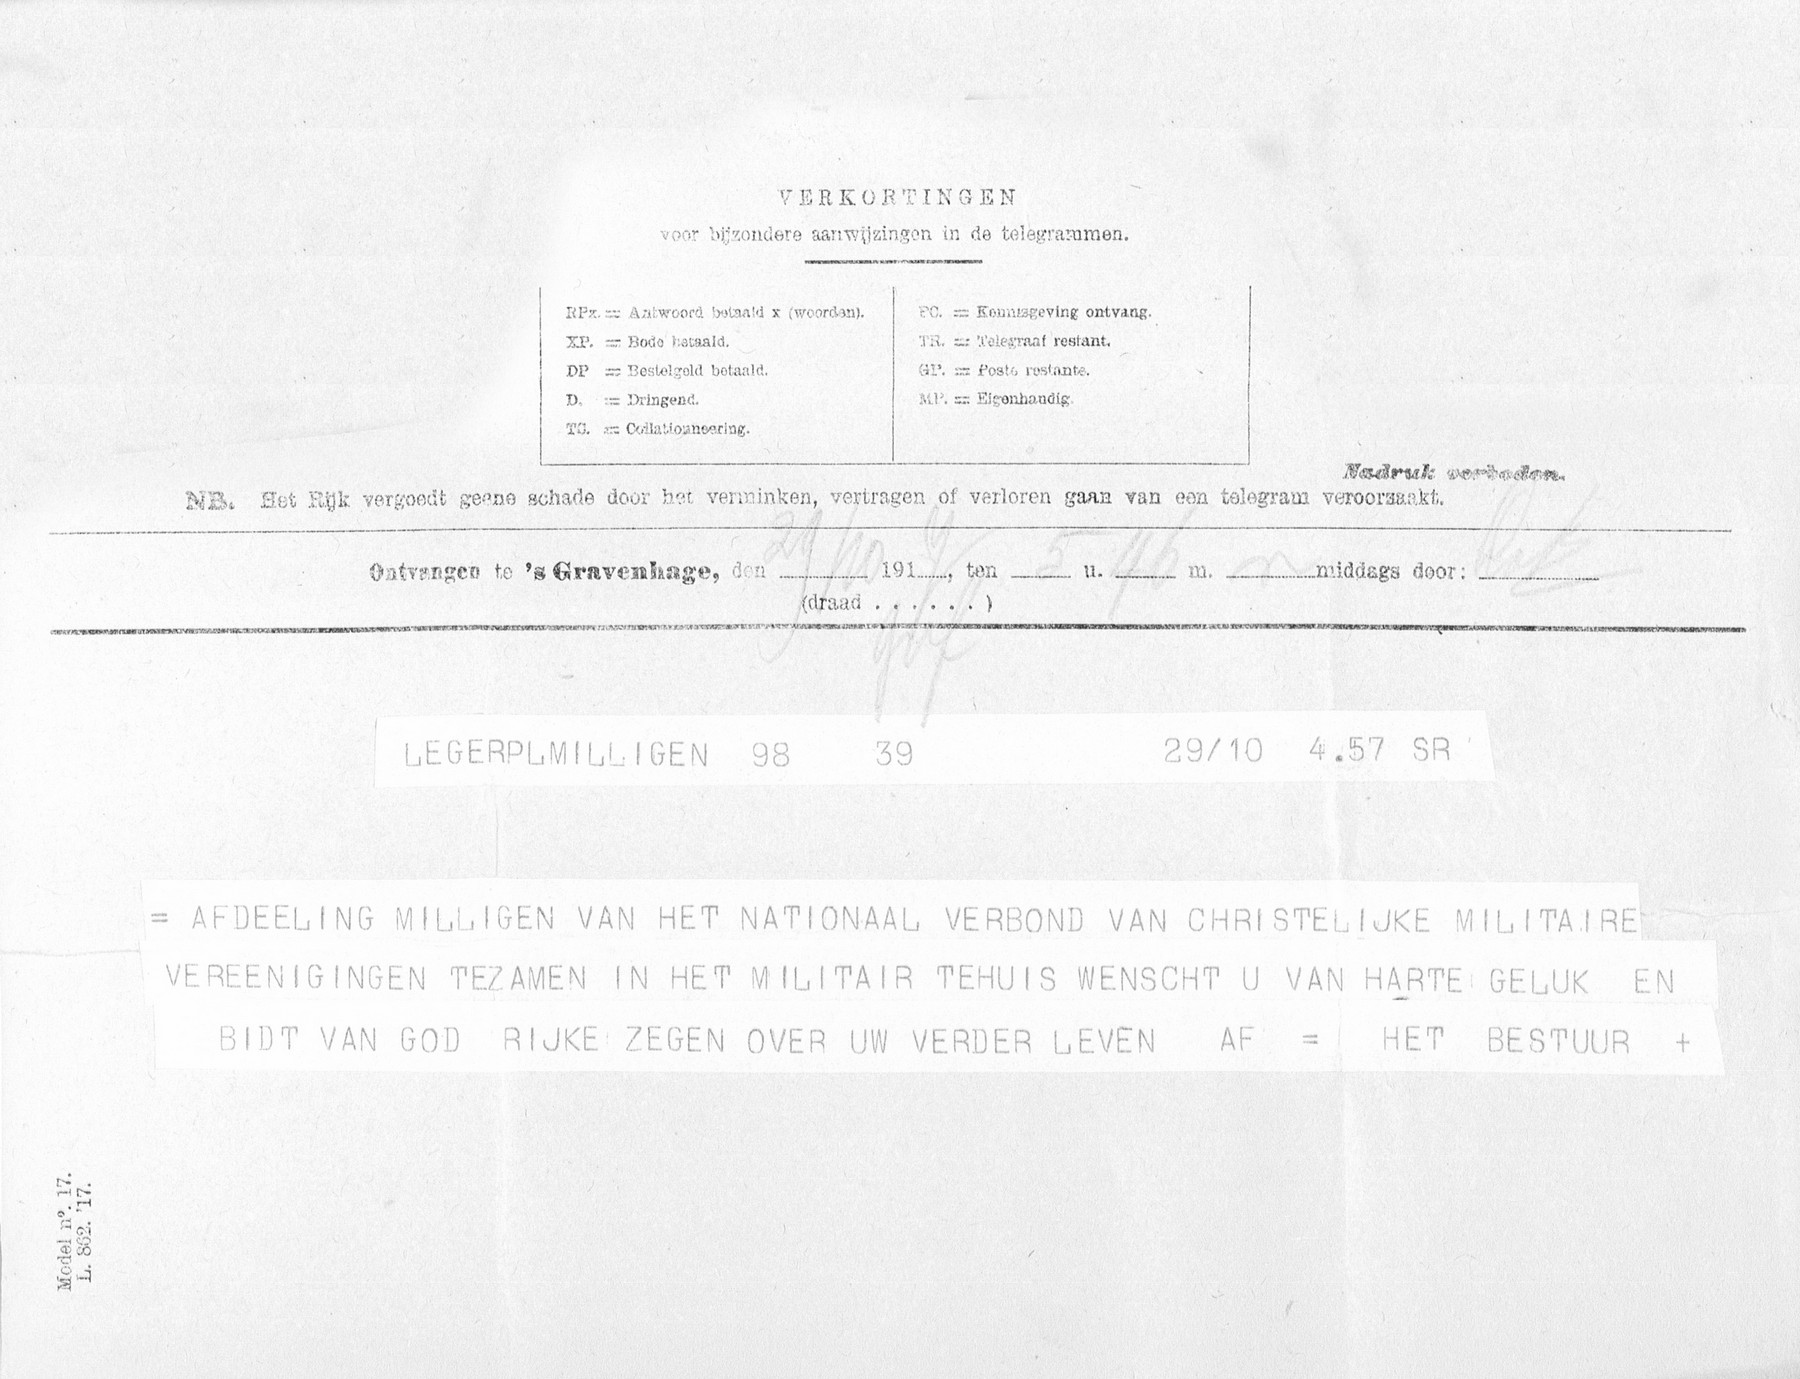 VERKORTINGEN
voor bijzondere aanwijzingen in de telegrammen.
RPx. = Antwoord betaald x (woorden).
XP. = Bode betaald.
DP = Bestelgeld betaald.
D. = Dringend.
TC. = Collationneering.
PC. = Kennisgeving ontvang.
TR. = Telegraaf restant.
GP. = Poste restante.
MP. = Eigenhandig.
Nadruk verboden.
NB. Het Rijk vergoedt geene schade door het verminken, vertragen of verloren gaan van een telegram veroorzaakt.
Ontvangen te 's Gravenhage, den 29/10 1919, ten 5 u. 46 m. n middags door:
(draad ...... )
LEGERPLMILLIGEN 98 39 29/10 4.57 SR
= AFDEELING MILLIGEN VAN HET NATIONAAL VERBOND VAN CHRISTELIJKE MILITAIRE
VEREENIGINGEN TEZAMEN IN HET MILITAIR TEHUIS WENSCHT U VAN HARTE GELUK EN
BIDT VAN GOD RIJKE ZEGEN OVER UW VERDER LEVEN AF = HET BESTUUR +
Model nº. 17.
L. 862. '17.